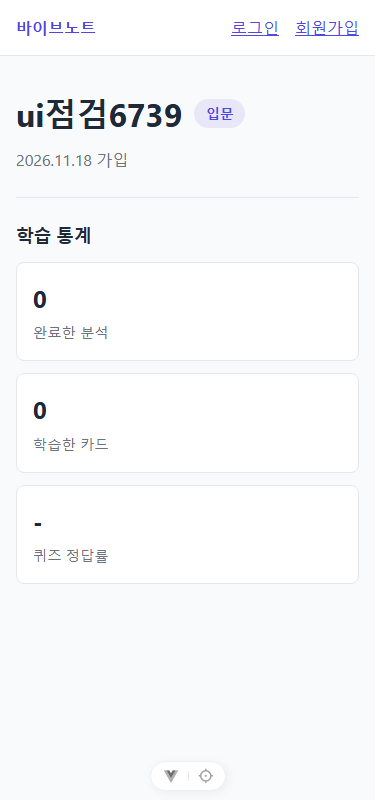 바이브노트 로그인 회원가입
ui점검6739 입문
2026.11.18 가입
학습 통계
0
완료한 분석
0
학습한 카드
-
퀴즈 정답률